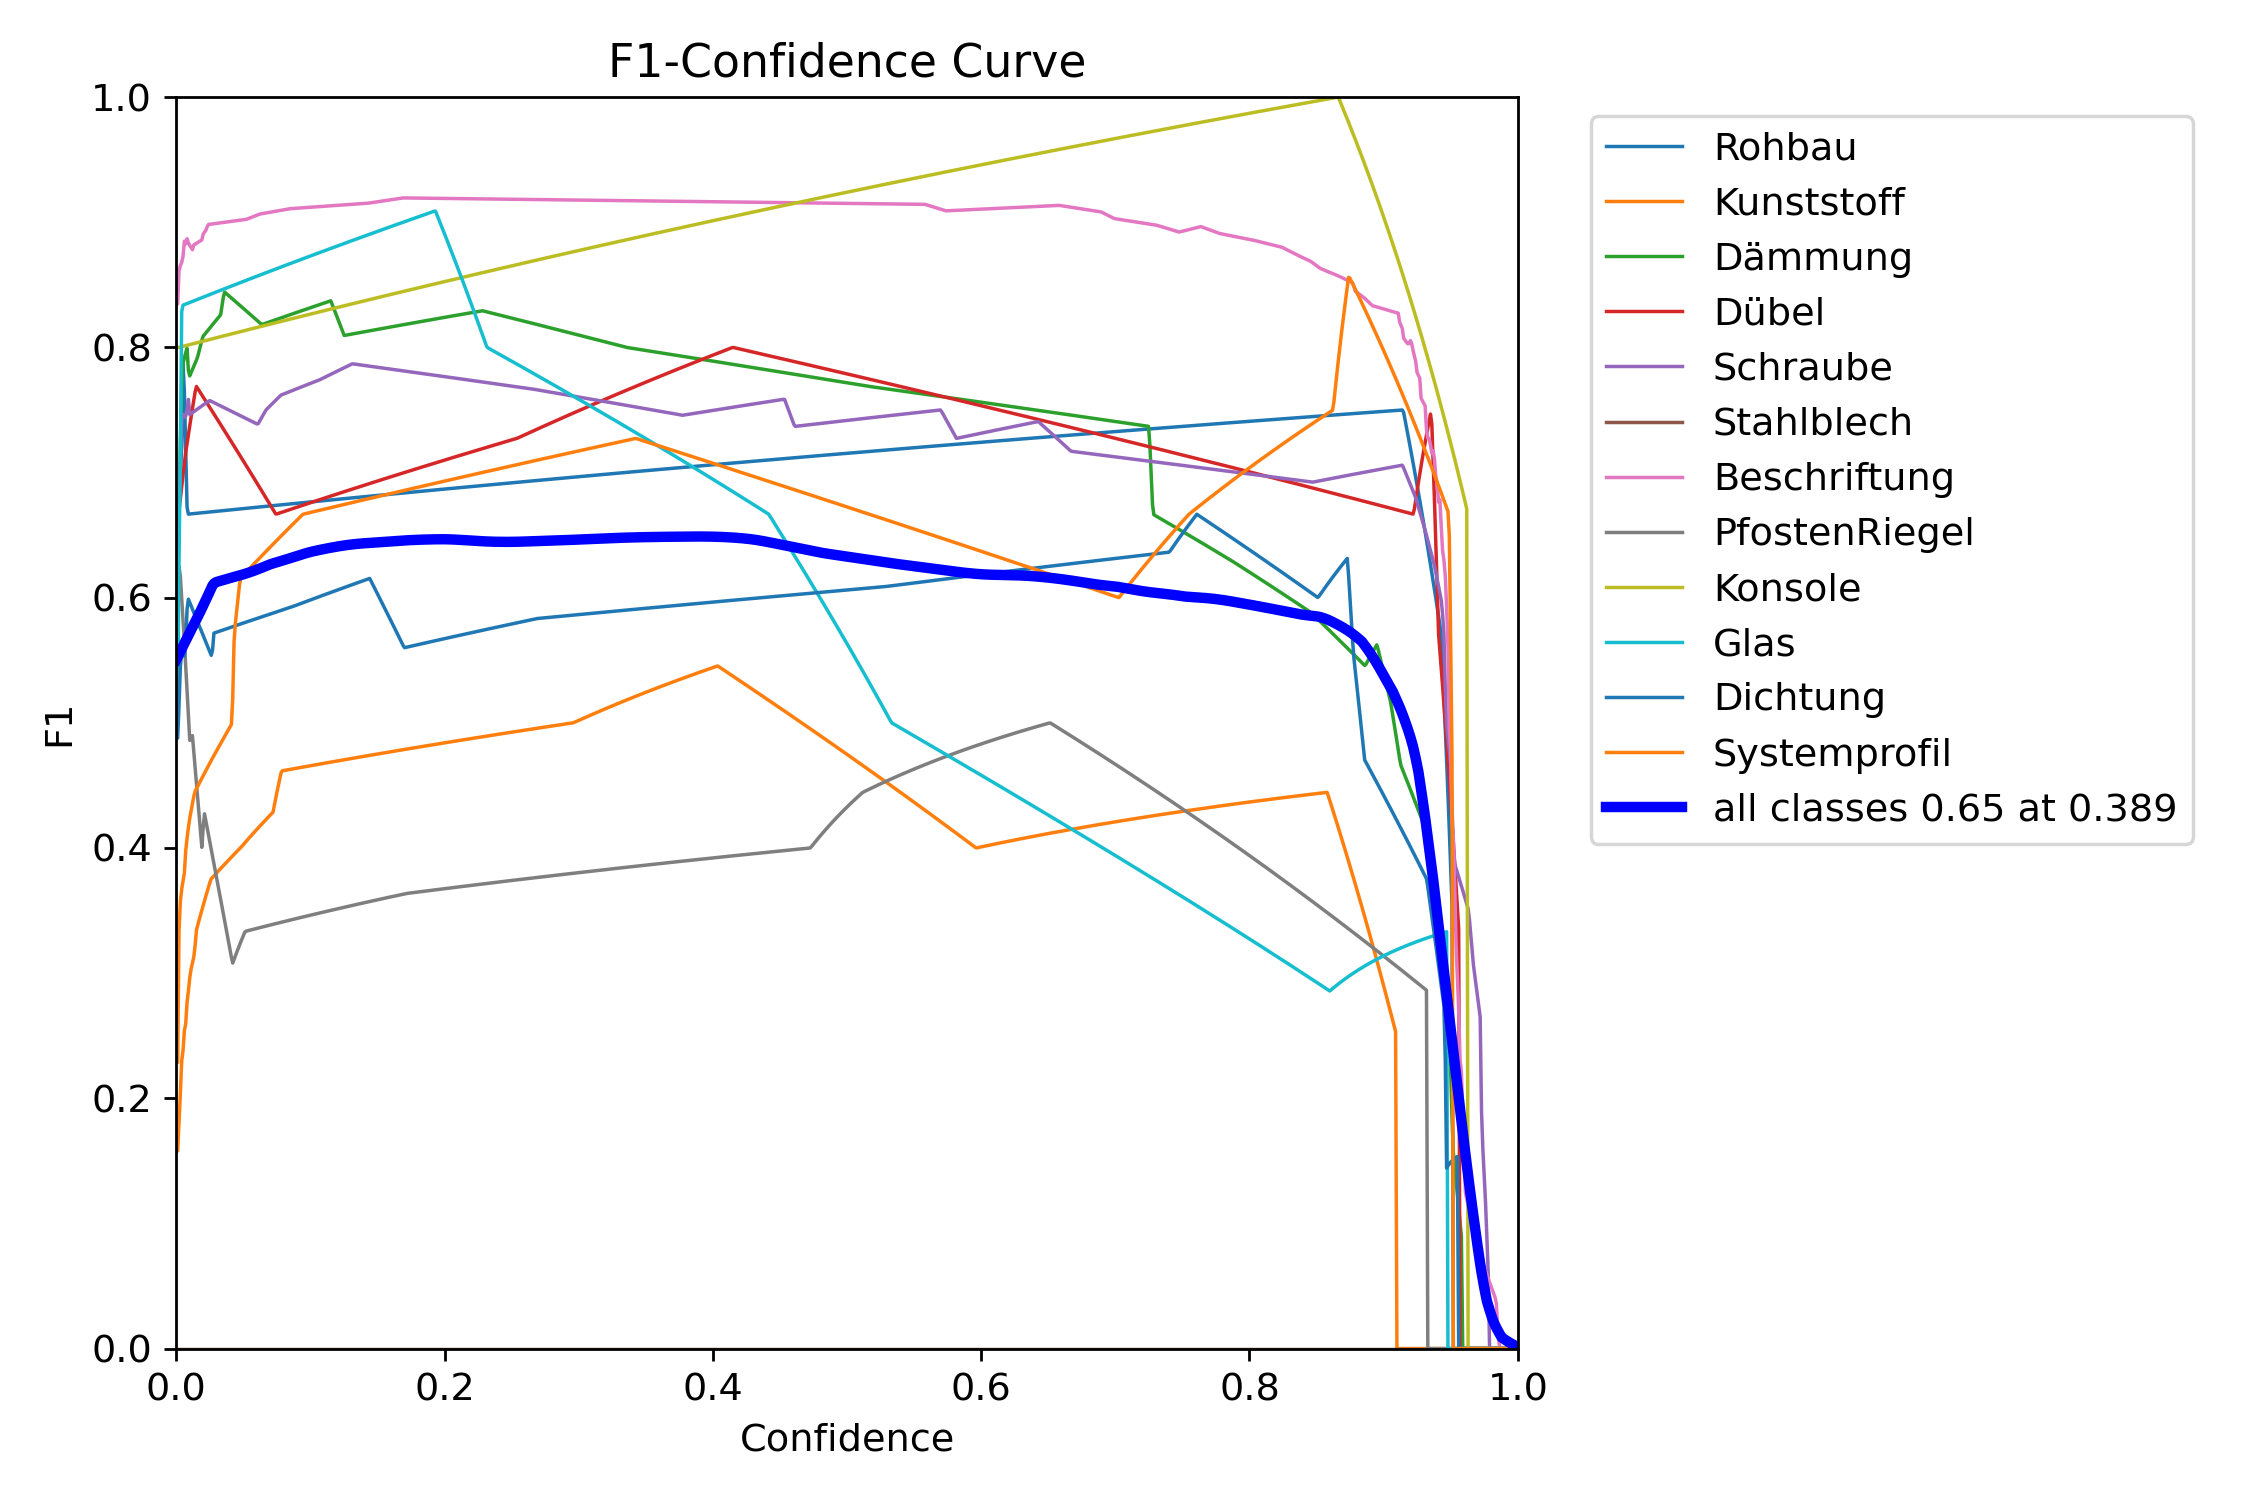 F1-Confidence Curve
1.0
0.8
0.6
0.4
0.2
0.0
F1
0.0 0.2 0.4 0.6 0.8 1.0
Confidence
Rohbau
Kunststoff
Dämmung
Dübel
Schraube
Stahlblech
Beschriftung
PfostenRiegel
Konsole
Glas
Dichtung
Systemprofil
all classes 0.65 at 0.389